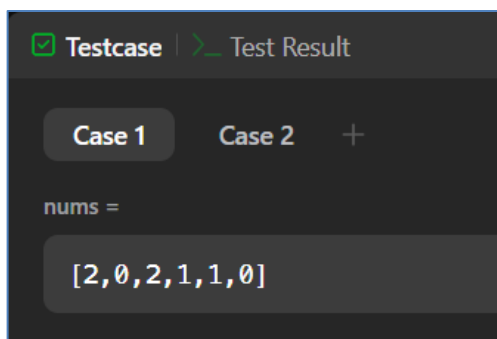 Testcase | >_ Test Result
Case 1 Case 2 +
nums =
[2,0,2,1,1,0]